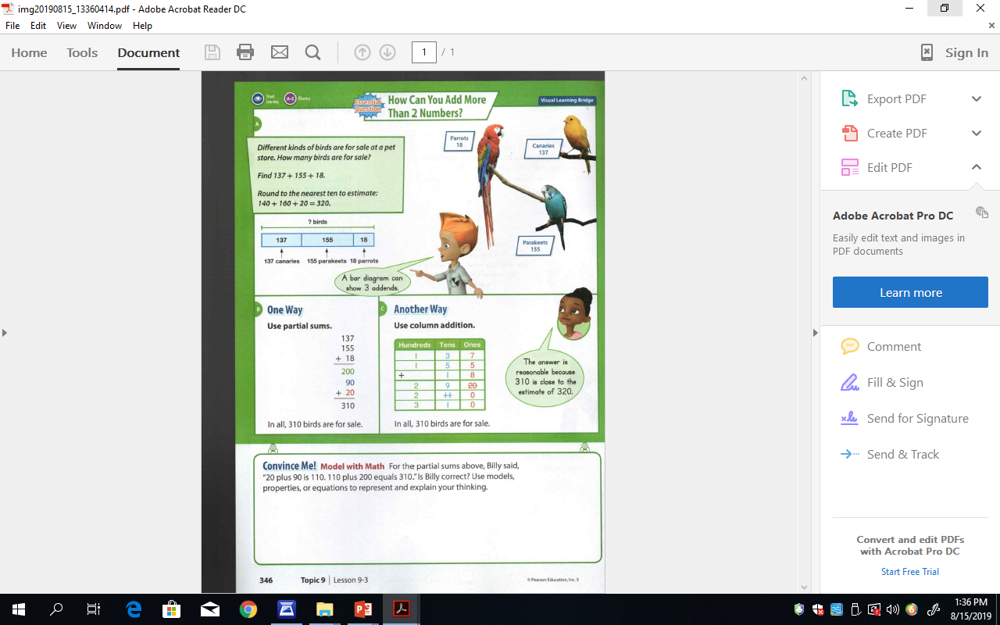 img20190815_13360414.pdf - Adobe Acrobat Reader DC
File Edit View Window Help
Home Tools Document 1 / 1 Sign In
Visual Learning A-Z Glossary
Essential Question
How Can You Add More
Than 2 Numbers?
Visual Learning Bridge
A
Different kinds of birds are for sale at a pet
store. How many birds are for sale?
Find 137 + 155 + 18.
Round to the nearest ten to estimate:
140 + 160 + 20 = 320.
Parrots
18
Canaries
137
Parakeets
155
? birds
137 155 18
137 canaries 155 parakeets 18 parrots
A bar diagram can
show 3 addends.
B One Way
Use partial sums.
137
155
+ 18
200
90
+ 20
310
In all, 310 birds are for sale.
C Another Way
Use column addition.
Hundreds Tens Ones
1 3 7
1 5 5
+ 1 8
2 9 20
2 11 0
3 1 0
In all, 310 birds are for sale.
The answer is
reasonable because
310 is close to the
estimate of 320.
Convince Me! Model with Math For the partial sums above, Billy said,
"20 plus 90 is 110. 110 plus 200 equals 310." Is Billy correct? Use models,
properties, or equations to represent and explain your thinking.
346 Topic 9 | Lesson 9-3 © Pearson Education, Inc. 3
Export PDF
Create PDF
Edit PDF
Adobe Acrobat Pro DC
Easily edit text and images in
PDF documents
Learn more
Comment
Fill & Sign
Send for Signature
Send & Track
Convert and edit PDFs
with Acrobat Pro DC
Start Free Trial
1:36 PM
8/15/2019